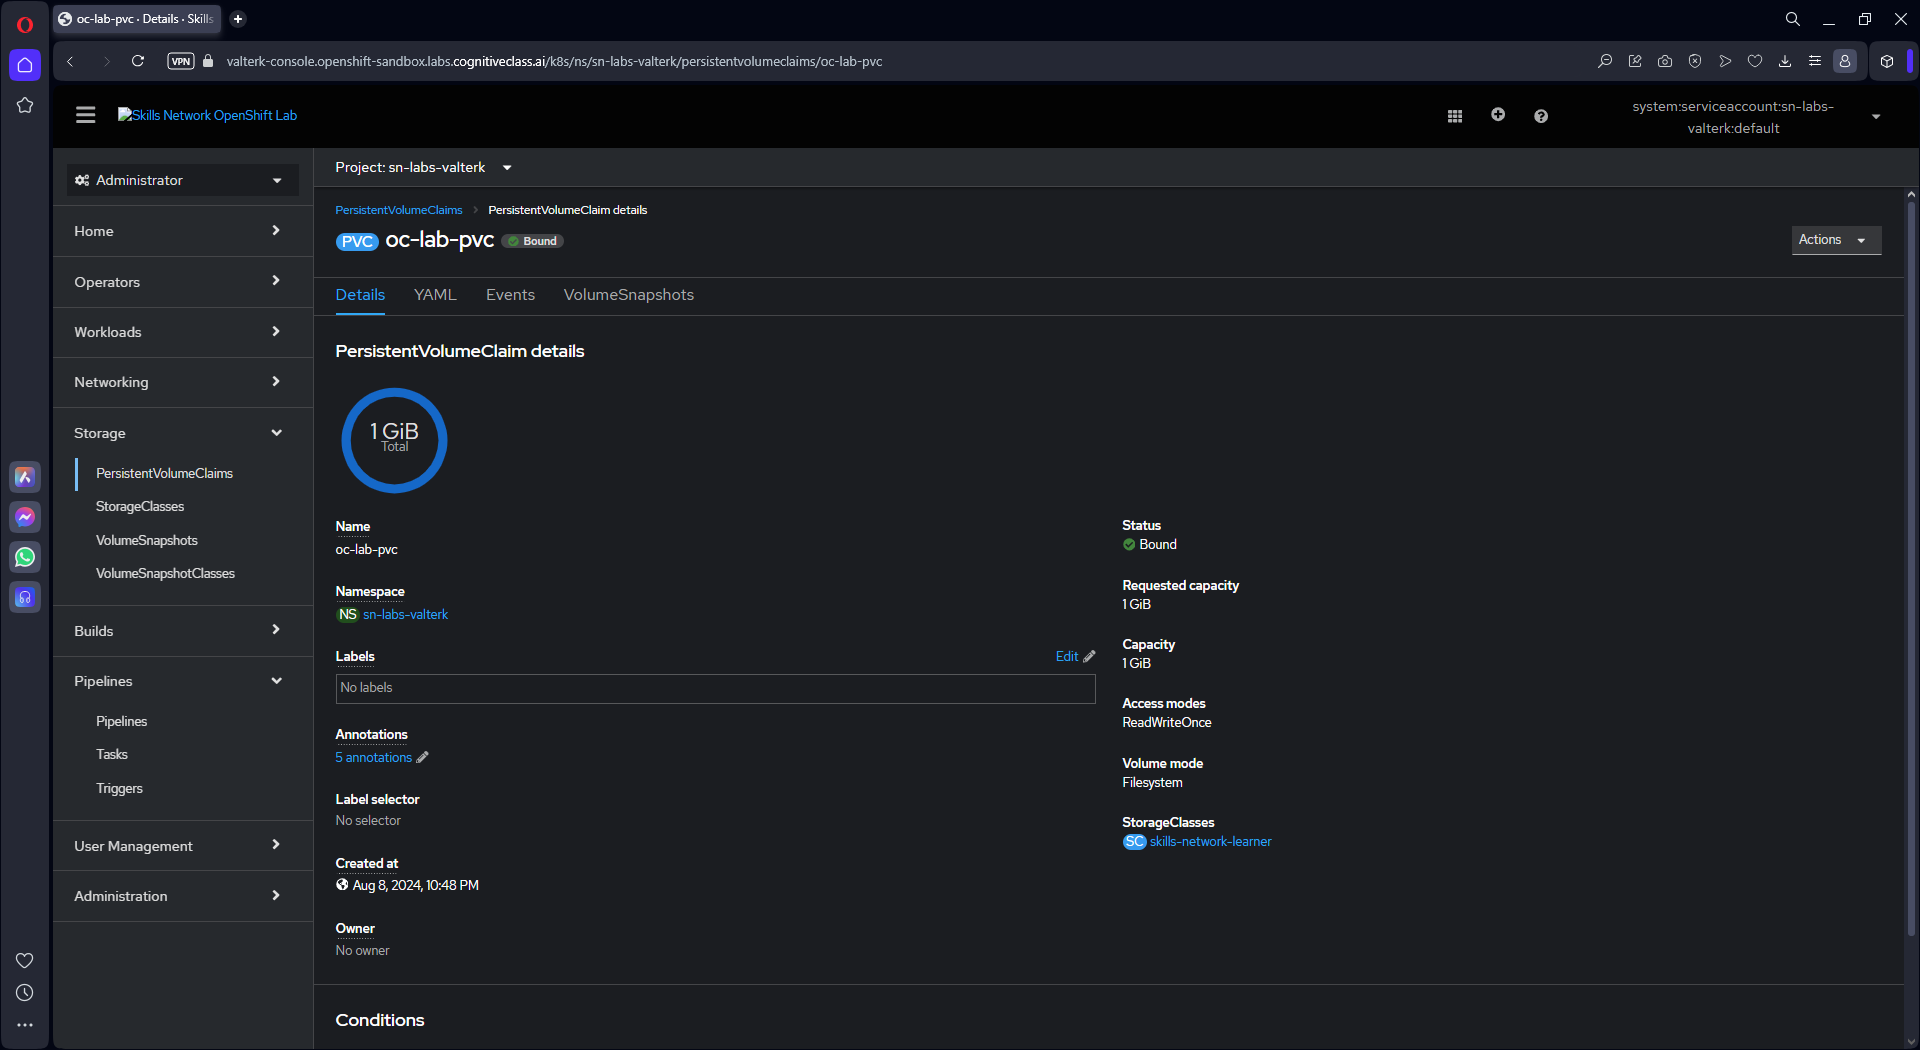 oc-lab-pvc · Details · Skills
VPN
valterk-console.openshift-sandbox.labs.cognitiveclass.ai/k8s/ns/sn-labs-valterk/persistentvolumeclaims/oc-lab-pvc
Skills Network OpenShift Lab
system:serviceaccount:sn-labs-
valterk:default
Administrator
Home
Operators
Workloads
Networking
Storage
PersistentVolumeClaims
StorageClasses
VolumeSnapshots
VolumeSnapshotClasses
Builds
Pipelines
Pipelines
Tasks
Triggers
User Management
Administration
Project: sn-labs-valterk
PersistentVolumeClaims
PersistentVolumeClaim details
PVC oc-lab-pvc Bound
Actions
Details YAML Events VolumeSnapshots
PersistentVolumeClaim details
1 GiB
Total
Name
oc-lab-pvc
Namespace
NS sn-labs-valterk
Labels
Edit
No labels
Annotations
5 annotations
Label selector
No selector
Created at
Aug 8, 2024, 10:48 PM
Owner
No owner
Status
Bound
Requested capacity
1 GiB
Capacity
1 GiB
Access modes
ReadWriteOnce
Volume mode
Filesystem
StorageClasses
SC skills-network-learner
Conditions